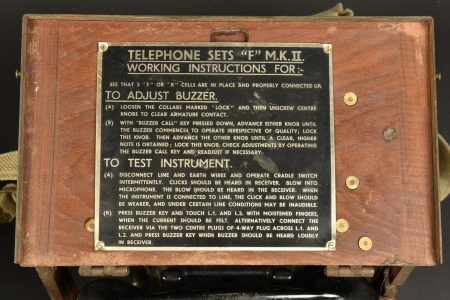 TELEPHONE SETS "F" M.K.II.
WORKING INSTRUCTIONS FOR:-
SEE THAT 2 "S" OR "X" CELLS ARE IN PLACE AND PROPERLY CONNECTED UP.
TO ADJUST BUZZER.
(A) LOOSEN THE COLLARS MARKED "LOCK" AND THEN UNSCREW CENTRE
KNOBS TO CLEAR ARMATURE CONTACT.
(B) WITH "BUZZER CALL" KEY PRESSED DOWN, ADVANCE EITHER KNOB UNTIL
THE BUZZER COMMENCES TO OPERATE IRRESPECTIVE OF QUALITY; LOCK
THIS KNOB. THEN ADVANCE THE OTHER KNOB UNTIL A CLEAR, HIGHER
NOTE IS OBTAINED; LOCK THIS KNOB. CHECK ADJUSTMENTS BY OPERATING
THE BUZZER CALL KEY AND READJUST IF NECESSARY.
TO TEST INSTRUMENT.
(A) DISCONNECT LINE AND EARTH WIRES AND OPERATE CRADLE SWITCH
INTERMITTENTLY. CLICKS SHOULD BE HEARD IN RECEIVER. BLOW INTO
MICROPHONE. THE BLOW SHOULD BE HEARD IN THE RECEIVER. WHEN
THE INSTRUMENT IS CONNECTED TO LINE, THE CLICK AND BLOW SHOULD
BE WEAKER, AND UNDER CERTAIN LINE CONDITIONS MAY BE INAUDIBLE.
(B) PRESS BUZZER KEY AND TOUCH L1. AND L2. WITH MOISTENED FINGERS,
WHEN THE CURRENT SHOULD BE FELT. ALTERNATIVELY CONNECT THE
RECEIVER VIA THE TWO CENTRE PLUGS OF 4-WAY PLUG ACROSS L1. AND
L2. AND PRESS BUZZER KEY WHEN BUZZER SHOULD BE HEARD LOUDLY
IN RECEIVER.